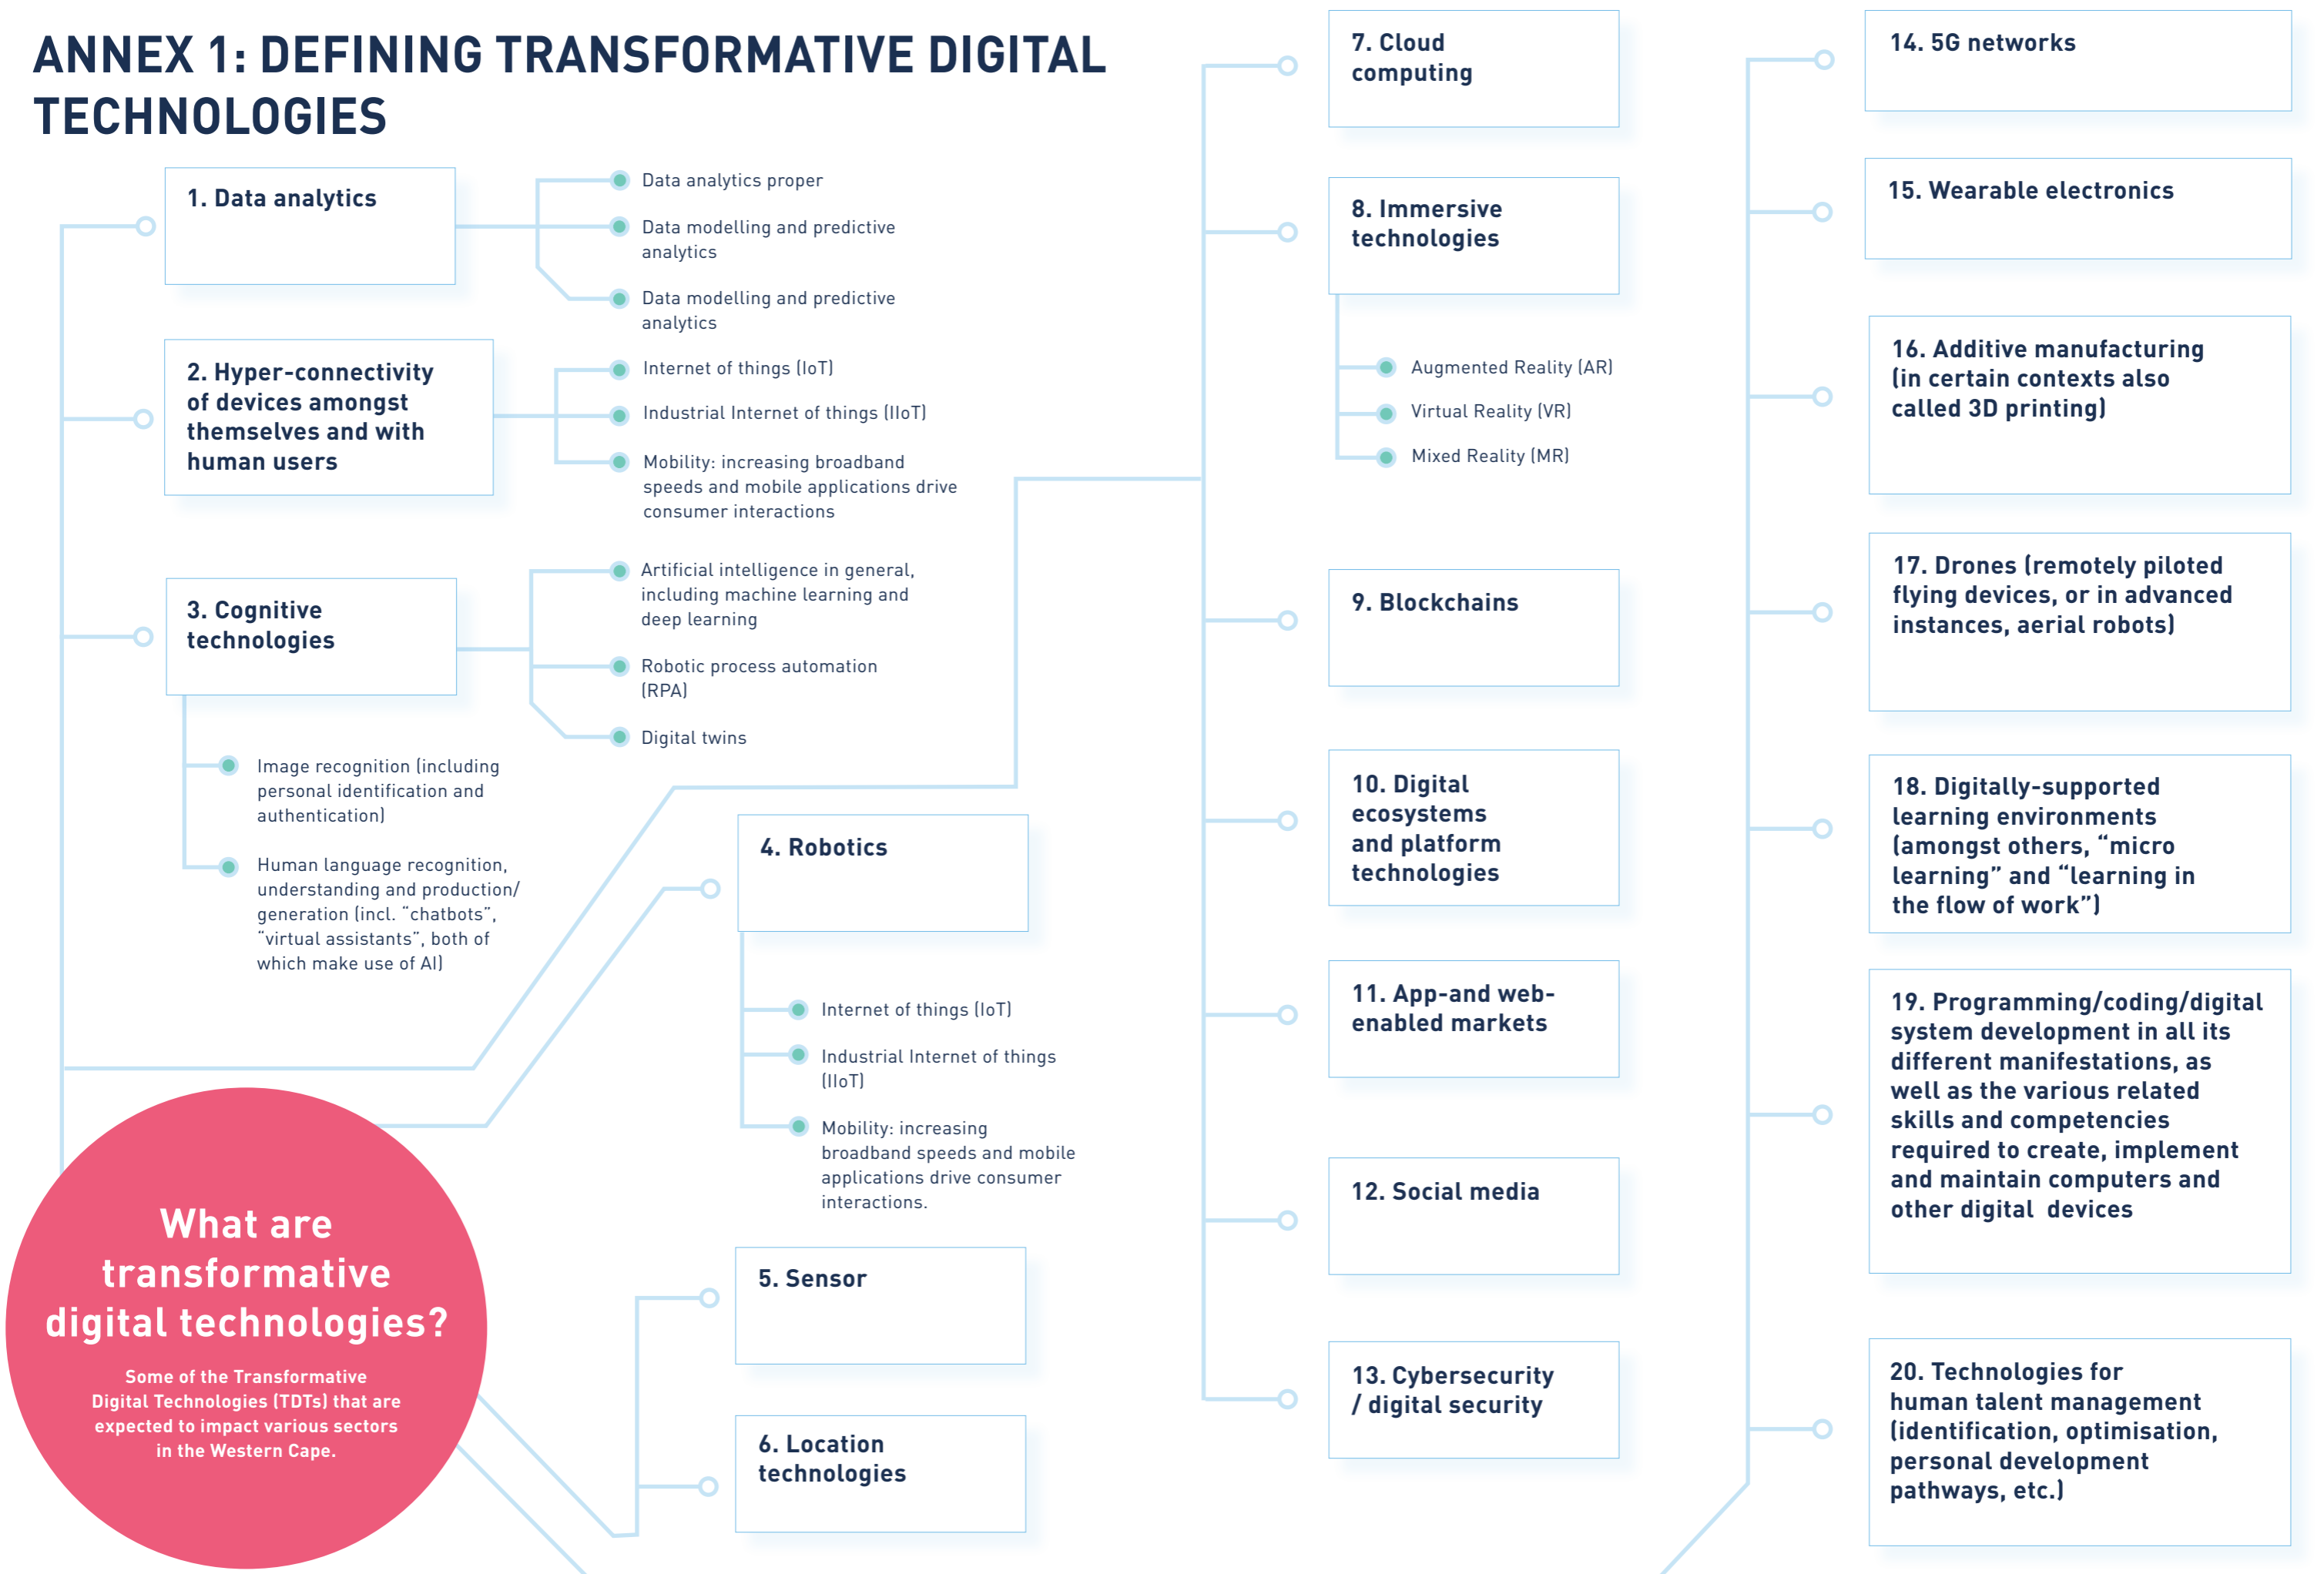 ANNEX 1: DEFINING TRANSFORMATIVE DIGITAL
TECHNOLOGIES
1. Data analytics
Data analytics proper
Data modelling and predictive
analytics
Data modelling and predictive
analytics
2. Hyper-connectivity
of devices amongst
themselves and with
human users
Internet of things (IoT)
Industrial Internet of things (IIoT)
Mobility: increasing broadband
speeds and mobile applications drive
consumer interactions
3. Cognitive
technologies
Artificial intelligence in general,
including machine learning and
deep learning
Robotic process automation
(RPA)
Digital twins
Image recognition (including
personal identification and
authentication)
Human language recognition,
understanding and production/
generation (incl. “chatbots”,
“virtual assistants”, both of
which make use of AI)
4. Robotics
Internet of things (IoT)
Industrial Internet of things
(IIoT)
Mobility: increasing
broadband speeds and mobile
applications drive consumer
interactions.
What are
transformative
digital technologies?
Some of the Transformative
Digital Technologies (TDTs) that are
expected to impact various sectors
in the Western Cape.
5. Sensor
6. Location
technologies
7. Cloud
computing
8. Immersive
technologies
Augmented Reality (AR)
Virtual Reality (VR)
Mixed Reality (MR)
9. Blockchains
10. Digital
ecosystems
and platform
technologies
11. App-and web-
enabled markets
12. Social media
13. Cybersecurity
/ digital security
14. 5G networks
15. Wearable electronics
16. Additive manufacturing
(in certain contexts also
called 3D printing)
17. Drones (remotely piloted
flying devices, or in advanced
instances, aerial robots)
18. Digitally-supported
learning environments
(amongst others, “micro
learning” and “learning in
the flow of work”)
19. Programming/coding/digital
system development in all its
different manifestations, as
well as the various related
skills and competencies
required to create, implement
and maintain computers and
other digital  devices
20. Technologies for
human talent management
(identification, optimisation,
personal development
pathways, etc.)